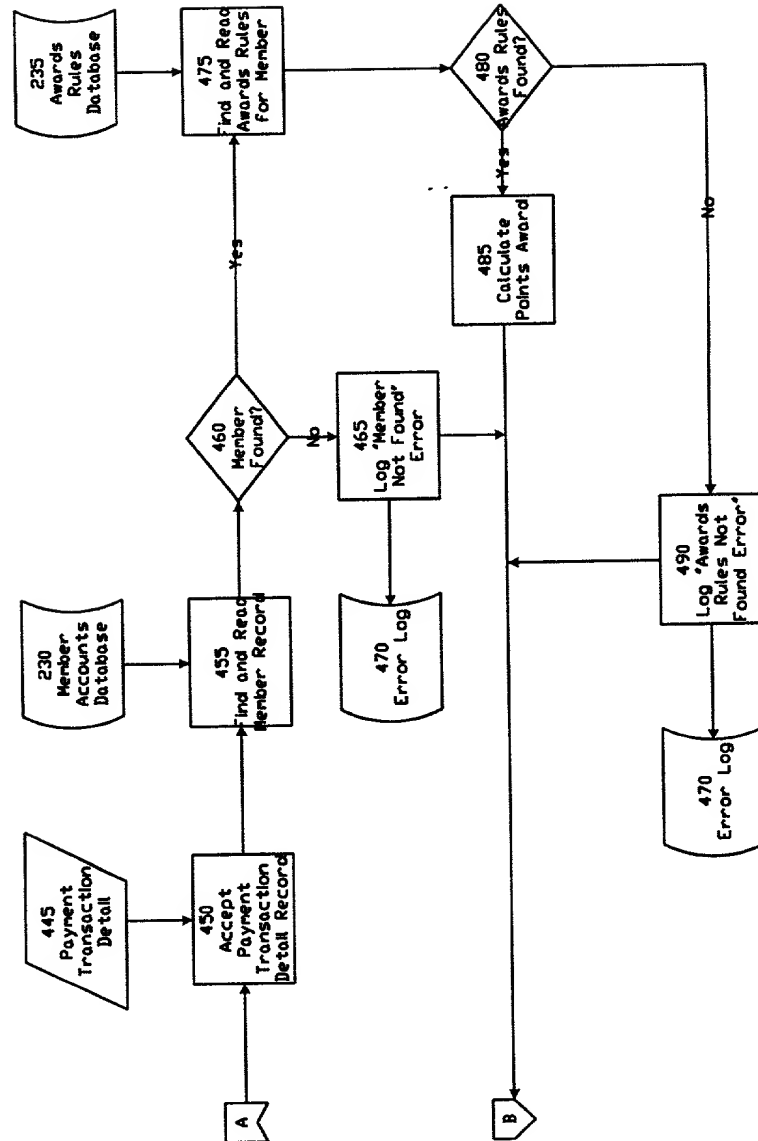 A
445
Payment
Transaction
Detail
450
Accept
Payment
Transaction
Detail Record
230
Member
Accounts
Database
455
Find and Read
Member Record
460
Member
Found?
Yes
No
465
Log "Member
Not Found"
Error
470
Error Log
235
Awards
Rules
Database
475
Find and Read
Awards Rules
for Member
480
Awards Rules
Found?
Yes
No
485
Calculate
Points Award
490
Log "Awards
Rules Not
Found Error"
470
Error Log
B